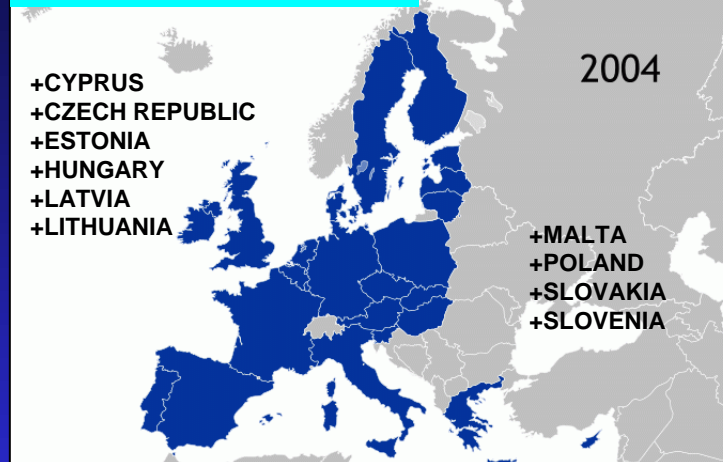 2004
+CYPRUS
+CZECH REPUBLIC
+ESTONIA
+HUNGARY
+LATVIA
+LITHUANIA
+MALTA
+POLAND
+SLOVAKIA
+SLOVENIA